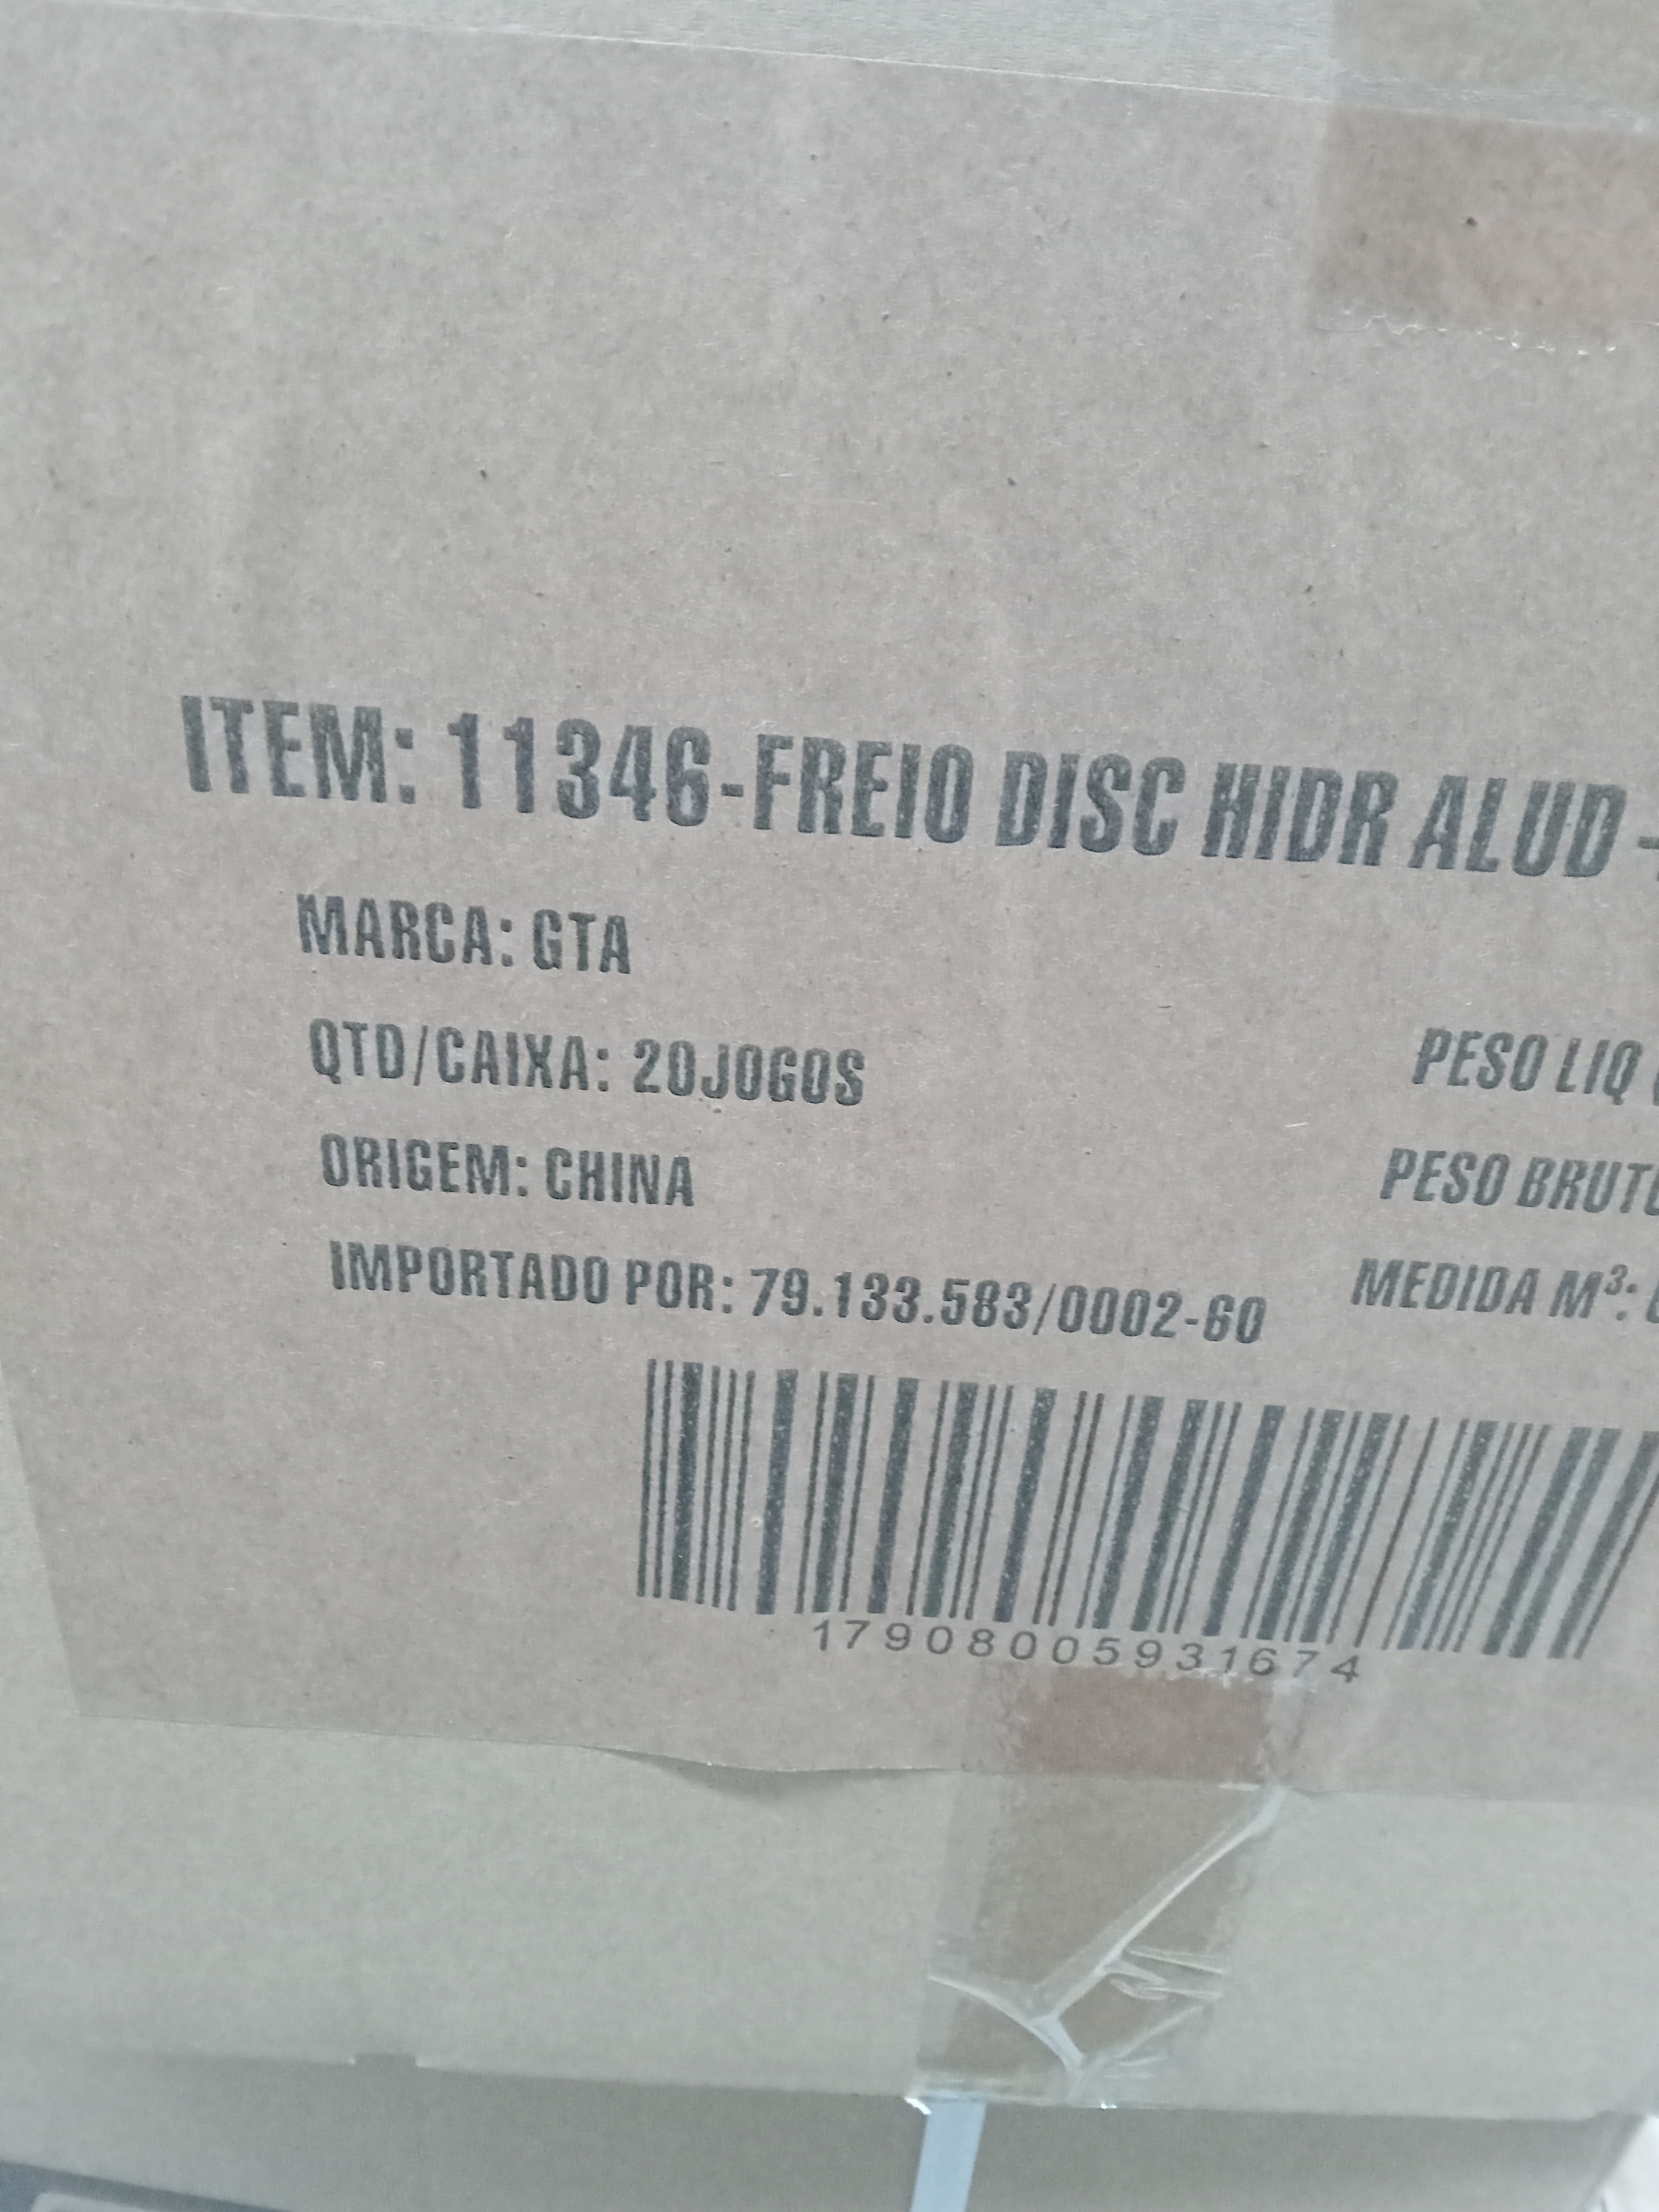 ITEM: 11346-FREIO DISC HIDR ALUD -
MARCA: GTA
QTD/CAIXA: 20JOGOS
PESO LIQ
ORIGEM: CHINA
PESO BRUTO
IMPORTADO POR: 79.133.583/0002-60
MEDIDA M³:
17908005931674